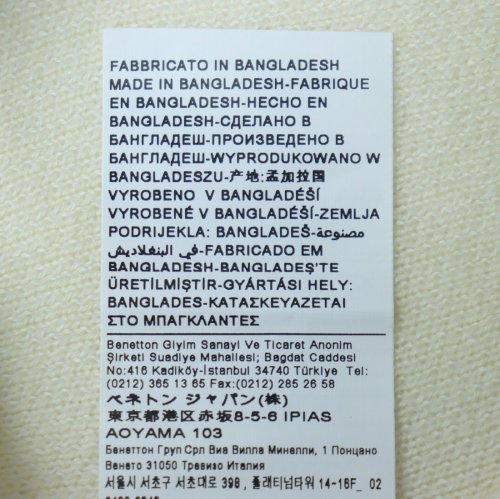 FABBRICATO IN BANGLADESH
MADE IN BANGLADESH-FABRIQUE
EN BANGLADESH-HECHO EN
BANGLADESH-СДЕЛАНО В
БАНГЛАДЕШ-ПРОИЗВЕДЕНО В
БАНГЛАДЕШ-WYPRODUKOWANO W
BANGLADESZU-产地:孟加拉国
VYROBENO V BANGLADÉŠÍ
VYROBENÉ V BANGLADÉŠÍ-ZEMLJA
PODRIJEKLA: BANGLADEŠ-مصنوعة
في البنغلاديش-FABRICADO EM
BANGLADESH-BANGLADEŞ'TE
ÜRETİLMİŞTİR-GYÁRTÁSI HELY:
BANGLADES-ΚΑΤΑΣΚΕΥΑΖΕΤΑΙ
ΣΤΟ ΜΠΑΓΚΛΑΝΤΕΣ
Benetton Giyim Sanayi Ve Ticaret Anonim
Şirketi Suadiye Mahallesi; Bagdat Caddesi
No:416 Kadiköy-İstanbul 34740 Türkiye Tel:
(0212) 365 13 65 Fax:(0212) 285 26 58
ベネトン ジャパン(株)
東京都港区赤坂8-5-6 IPIAS
AOYAMA 103
Бенеттон Груп Срл Виа Вилла Минелли, 1 Понцано
Венето 31050 Тревизо Италия
서울시 서초구 서초대로 398 , 플래티넘타워 14-16F_ 02